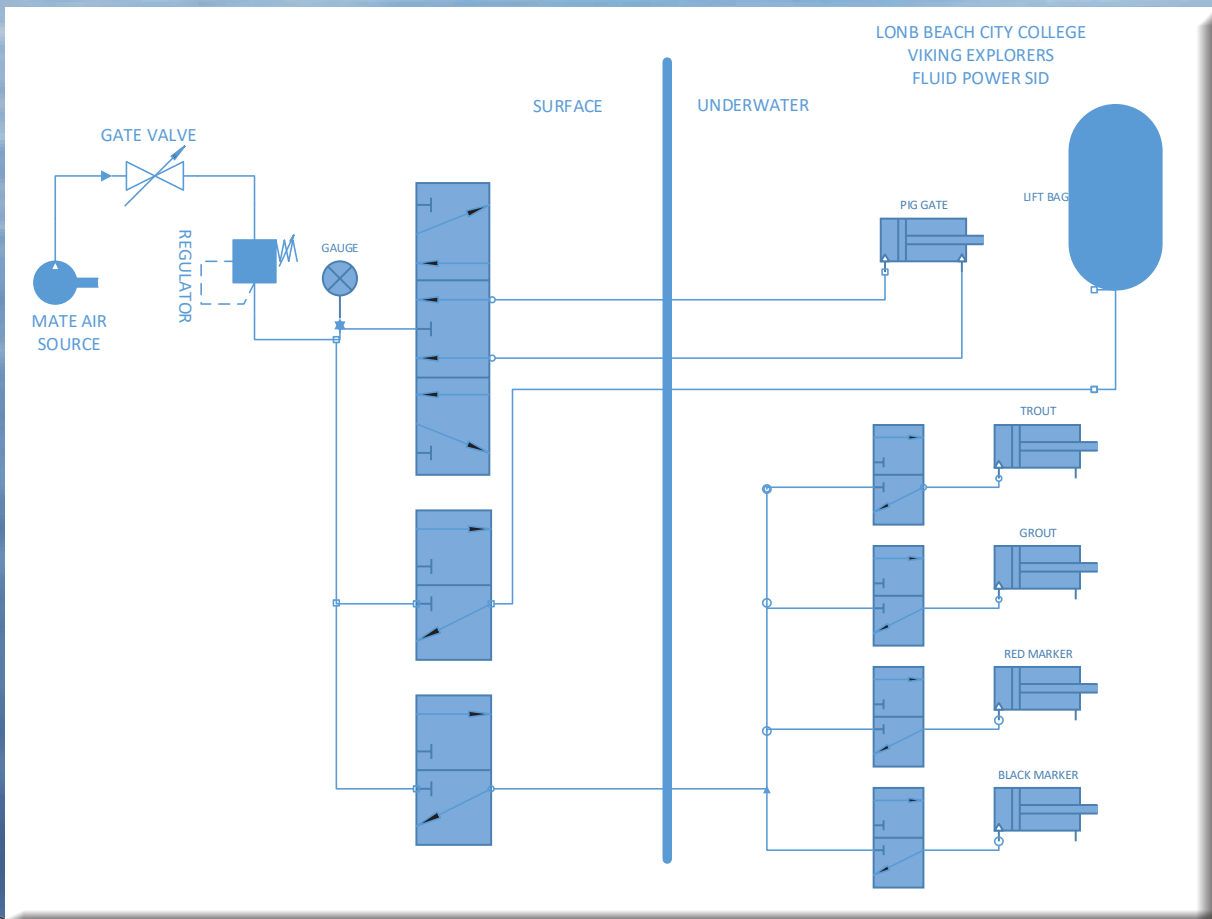 LONB BEACH CITY COLLEGE
VIKING EXPLORERS
FLUID POWER SID
SURFACE
UNDERWATER
GATE VALVE
REGULATOR
GAUGE
MATE AIR
SOURCE
PIG GATE
LIFT BAG
TROUT
GROUT
RED MARKER
BLACK MARKER